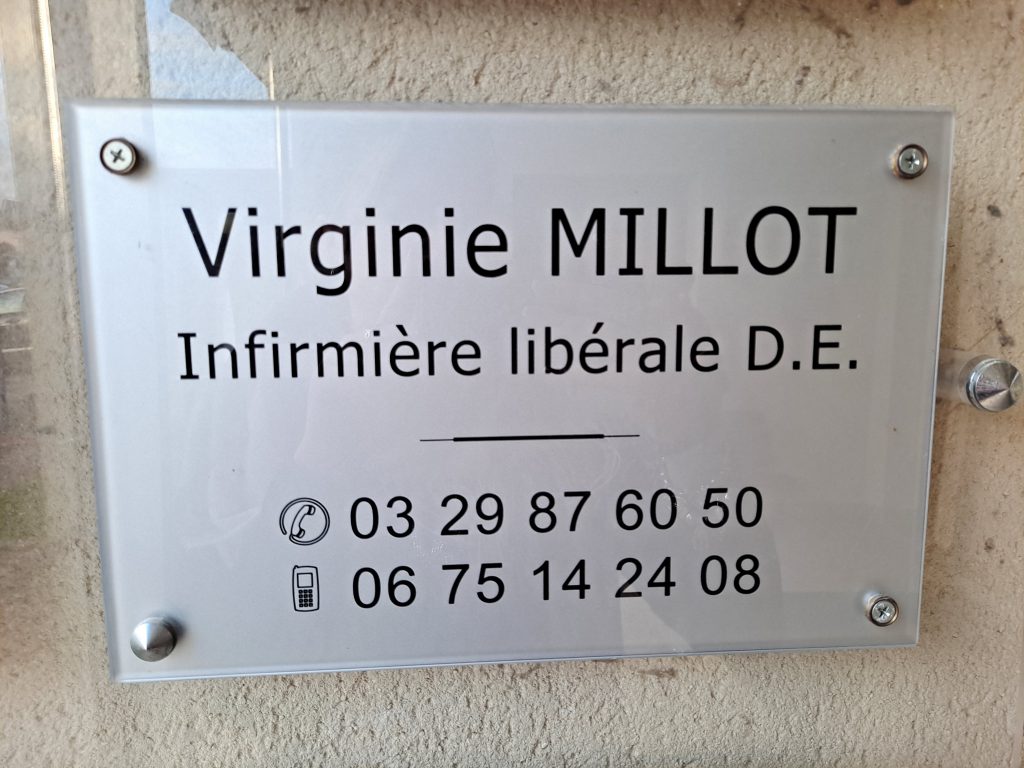 Virginie MILLOT
Infirmière libérale D.E.
03 29 87 60 50
06 75 14 24 08